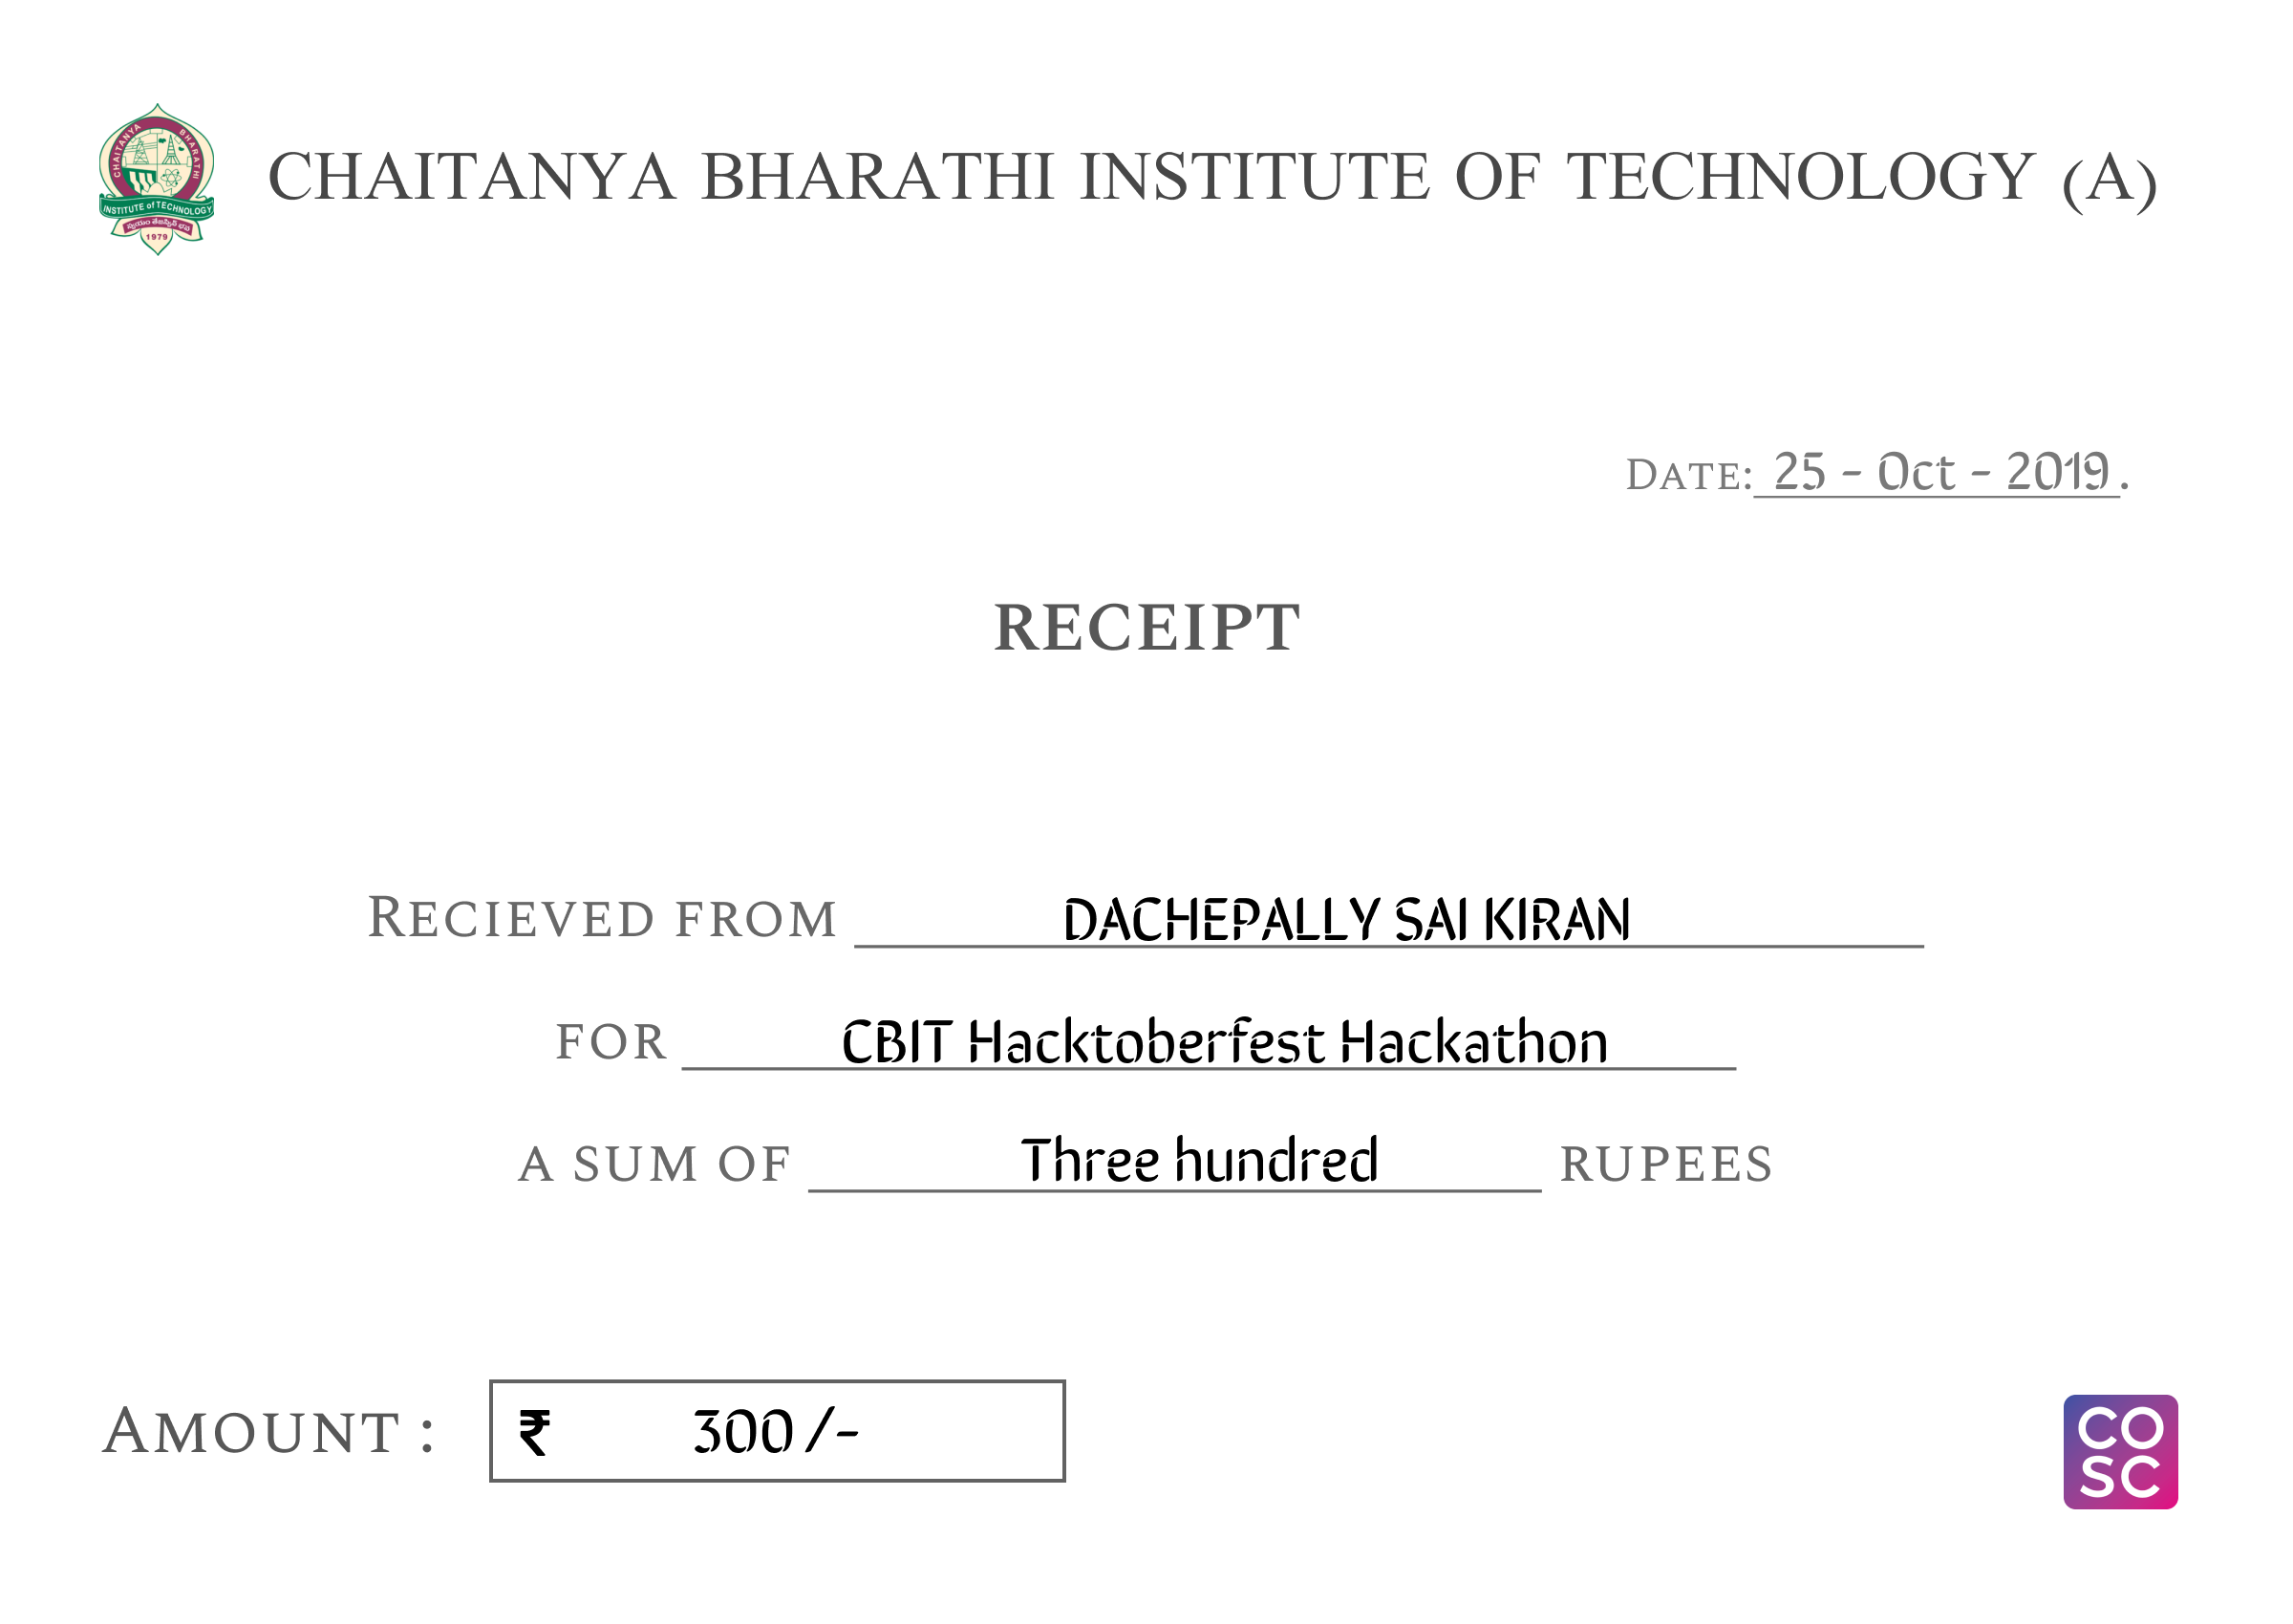 CHAITANYA BHARATHI
INSTITUTE of TECHNOLOGY
1979
CHAITANYA BHARATHI INSTITUTE OF TECHNOLOGY (A)
DATE: 25 - Oct - 2019.
RECEIPT
RECIEVED FROM DACHEPALLY SAI KIRAN
FOR CBIT Hacktoberfest Hackathon
A SUM OF Three hundred RUPEES
AMOUNT : ₹ 300 /-
CO
SC